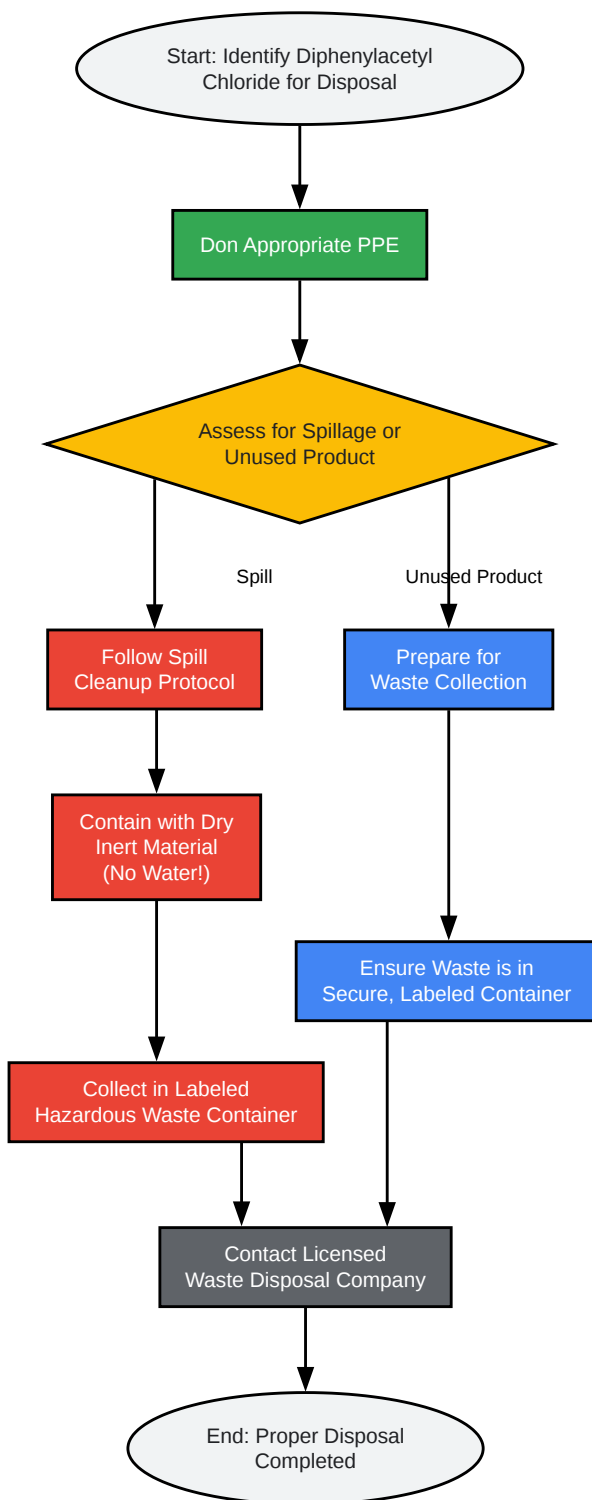 Start: Identify Diphenylacetyl
Chloride for Disposal
Don Appropriate PPE
Assess for Spillage or
Unused Product
Spill
Unused Product
Follow Spill
Cleanup Protocol
Prepare for
Waste Collection
Contain with Dry
Inert Material
(No Water!)
Ensure Waste is in
Secure, Labeled Container
Collect in Labeled
Hazardous Waste Container
Contact Licensed
Waste Disposal Company
End: Proper Disposal
Completed